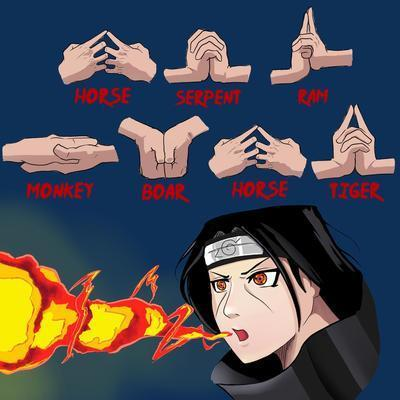 HORSE SERPENT RAM
MONKEY BOAR HORSE TIGER